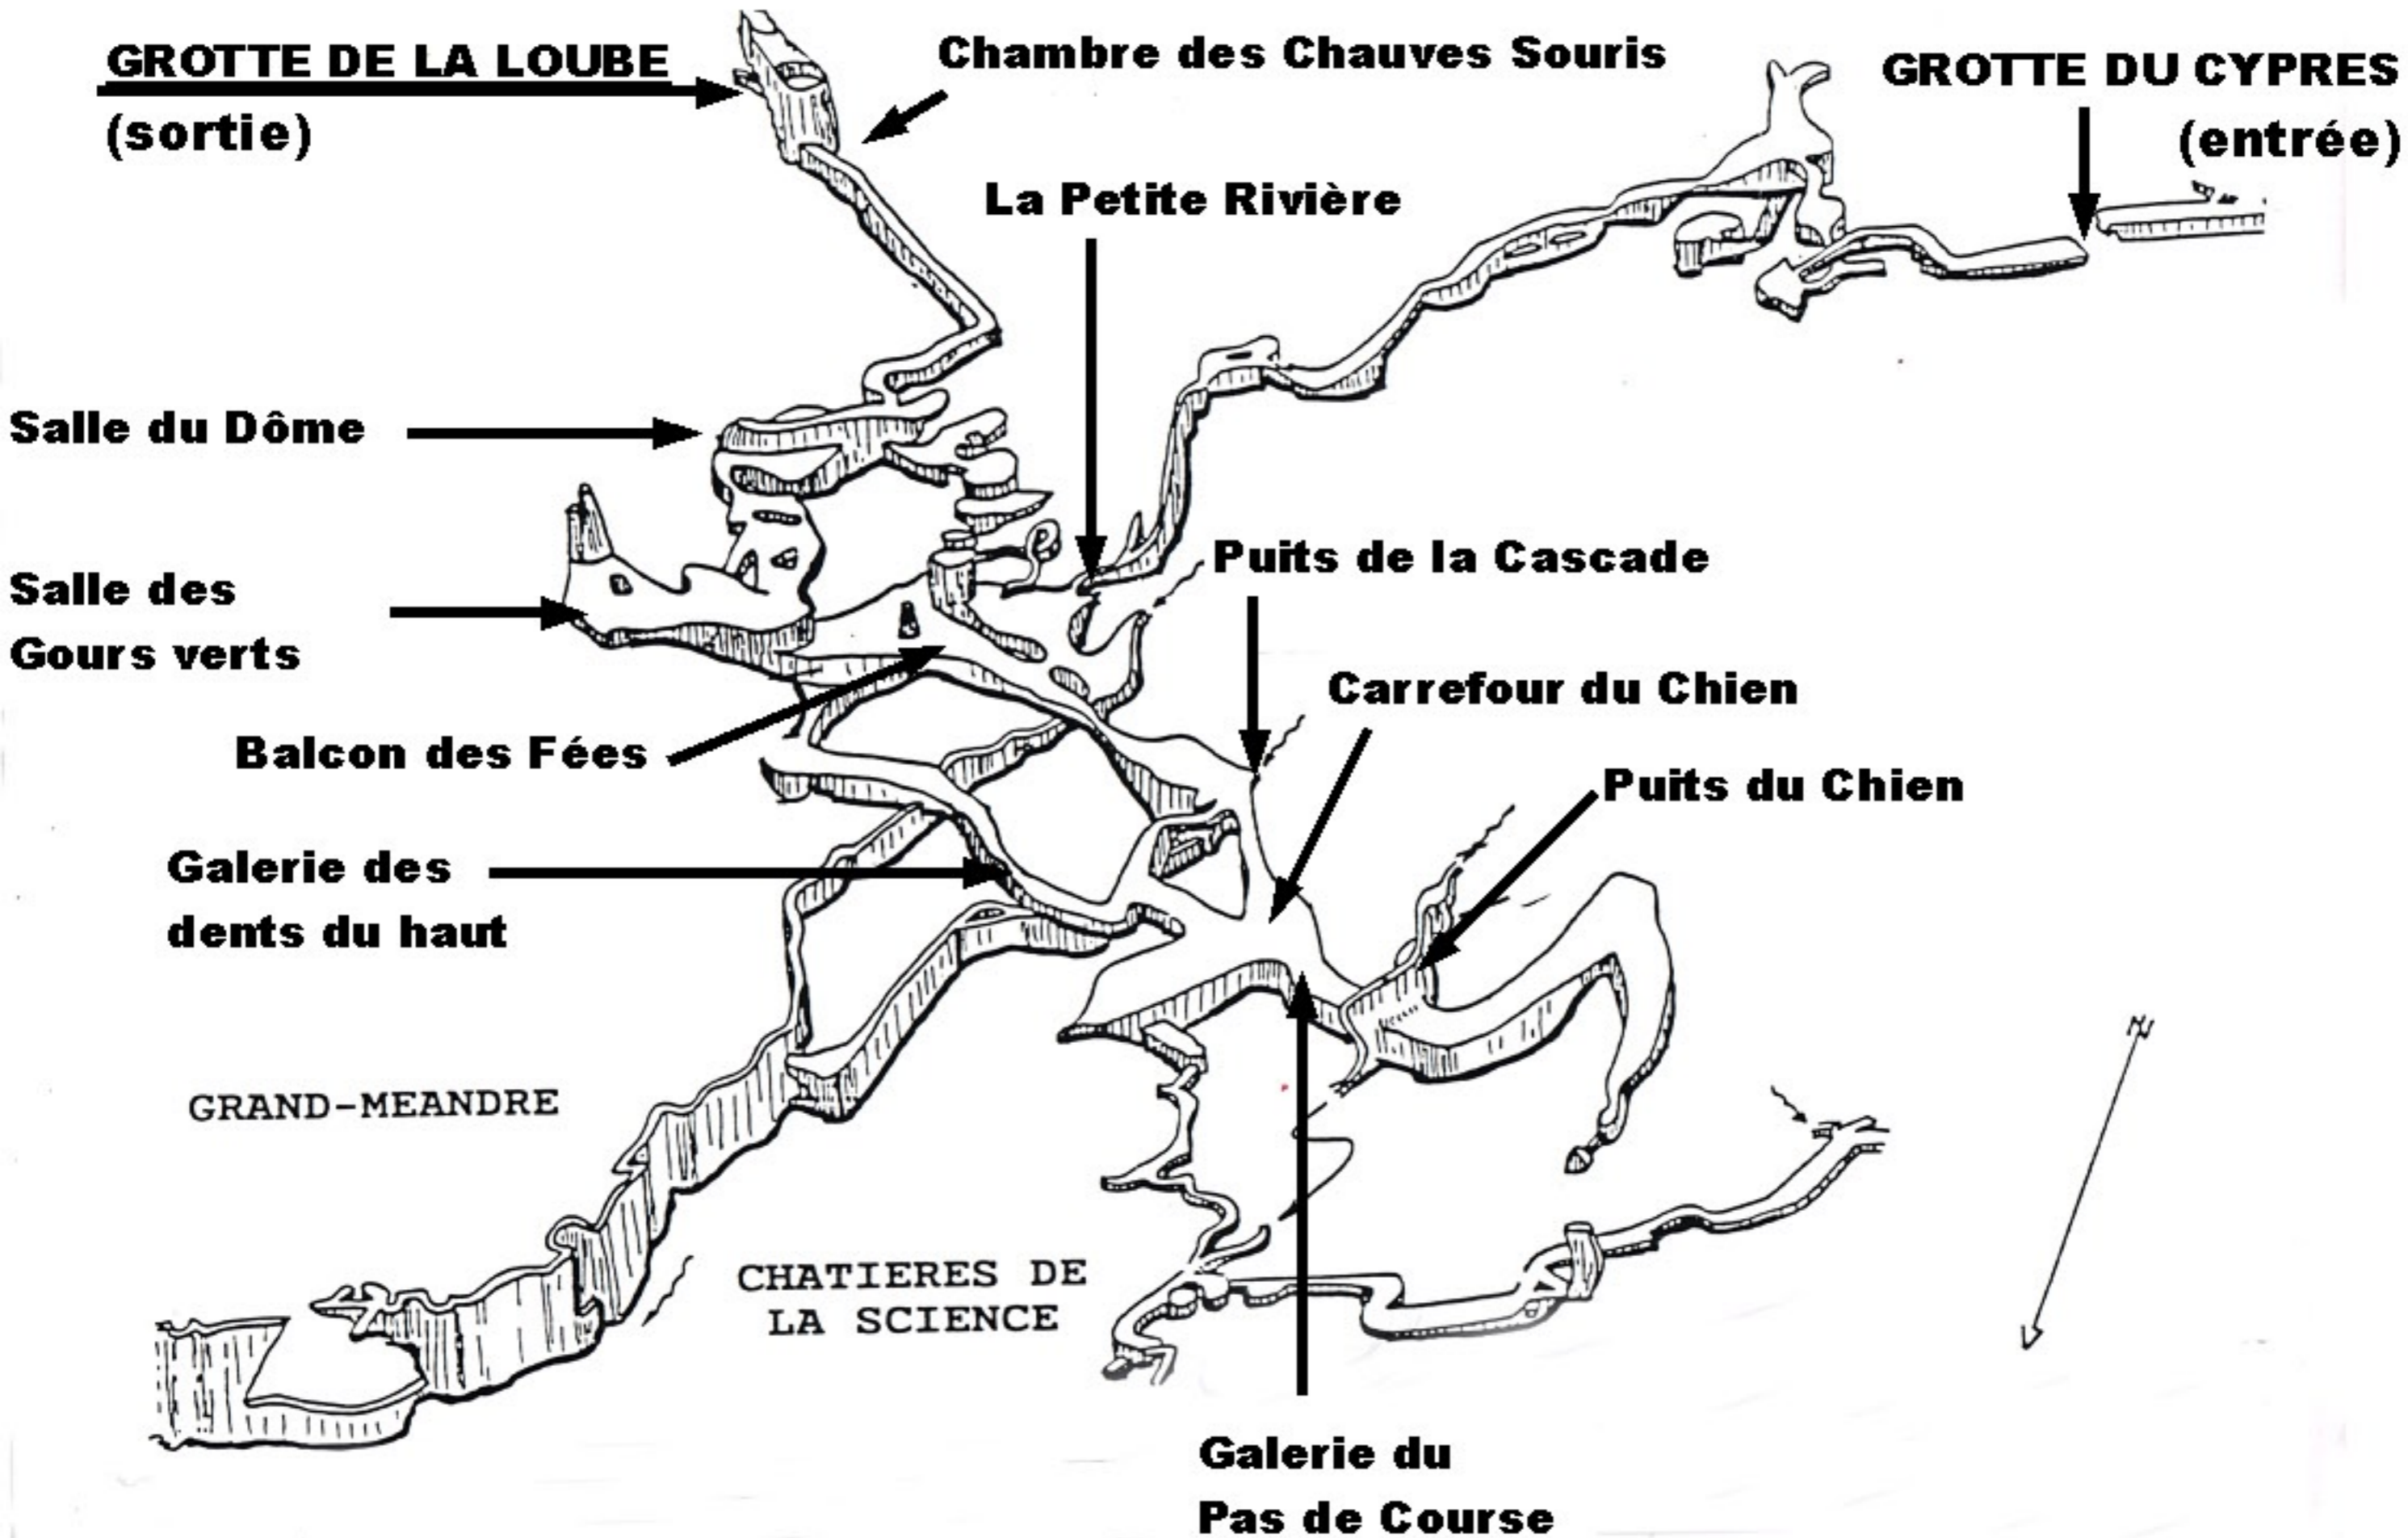 GROTTE DE LA LOUBE
(sortie)
Chambre des Chauves Souris
GROTTE DU CYPRES
(entrée)
La Petite Rivière
Salle du Dôme
Puits de la Cascade
Salle des
Gours verts
Carrefour du Chien
Balcon des Fées
Puits du Chien
Galerie des
dents du haut
N
GRAND-MEANDRE
CHATIERES DE
LA SCIENCE
Galerie du
Pas de Course